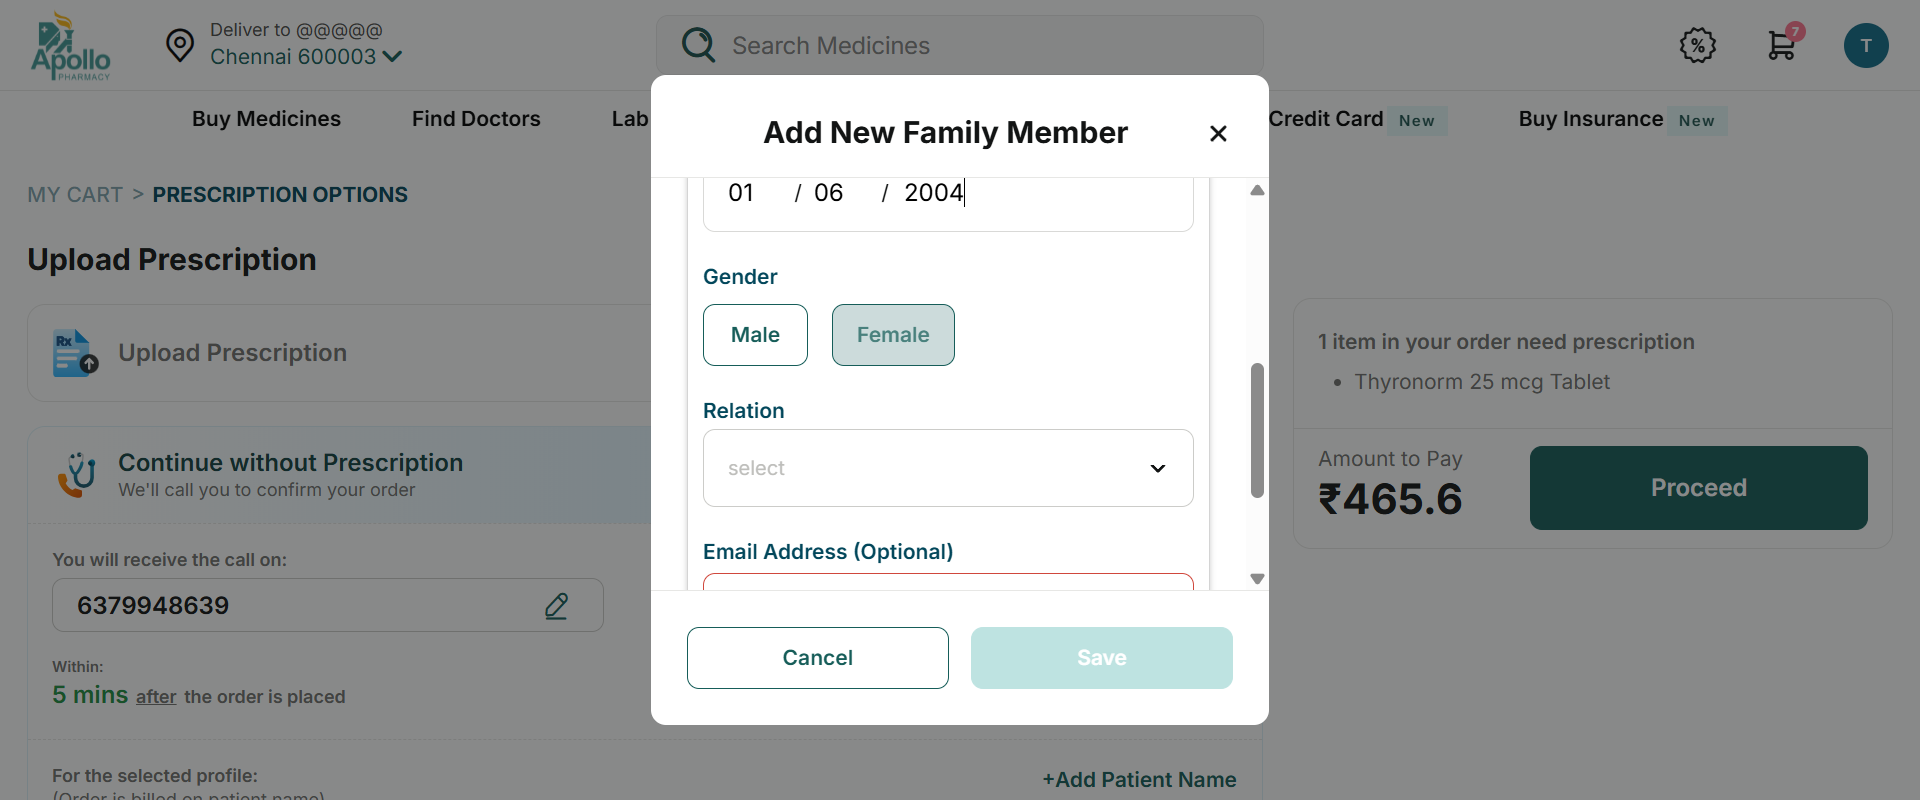 Apollo
PHARMACY
Deliver to @@@@@
Chennai 600003
Search Medicines
%
7
T
Buy Medicines
Find Doctors
Lab
Credit Card New
Buy Insurance New
MY CART > PRESCRIPTION OPTIONS
Upload Prescription
Rx
Upload Prescription
Continue without Prescription
We'll call you to confirm your order
You will receive the call on:
6379948639
Within:
5 mins after the order is placed
For the selected profile:
(Order is billed on patient name)
+Add Patient Name
Add New Family Member
01 / 06 / 2004
Gender
Male
Female
Relation
select
Email Address (Optional)
Cancel
Save
1 item in your order need prescription
• Thyronorm 25 mcg Tablet
Amount to Pay
₹465.6
Proceed